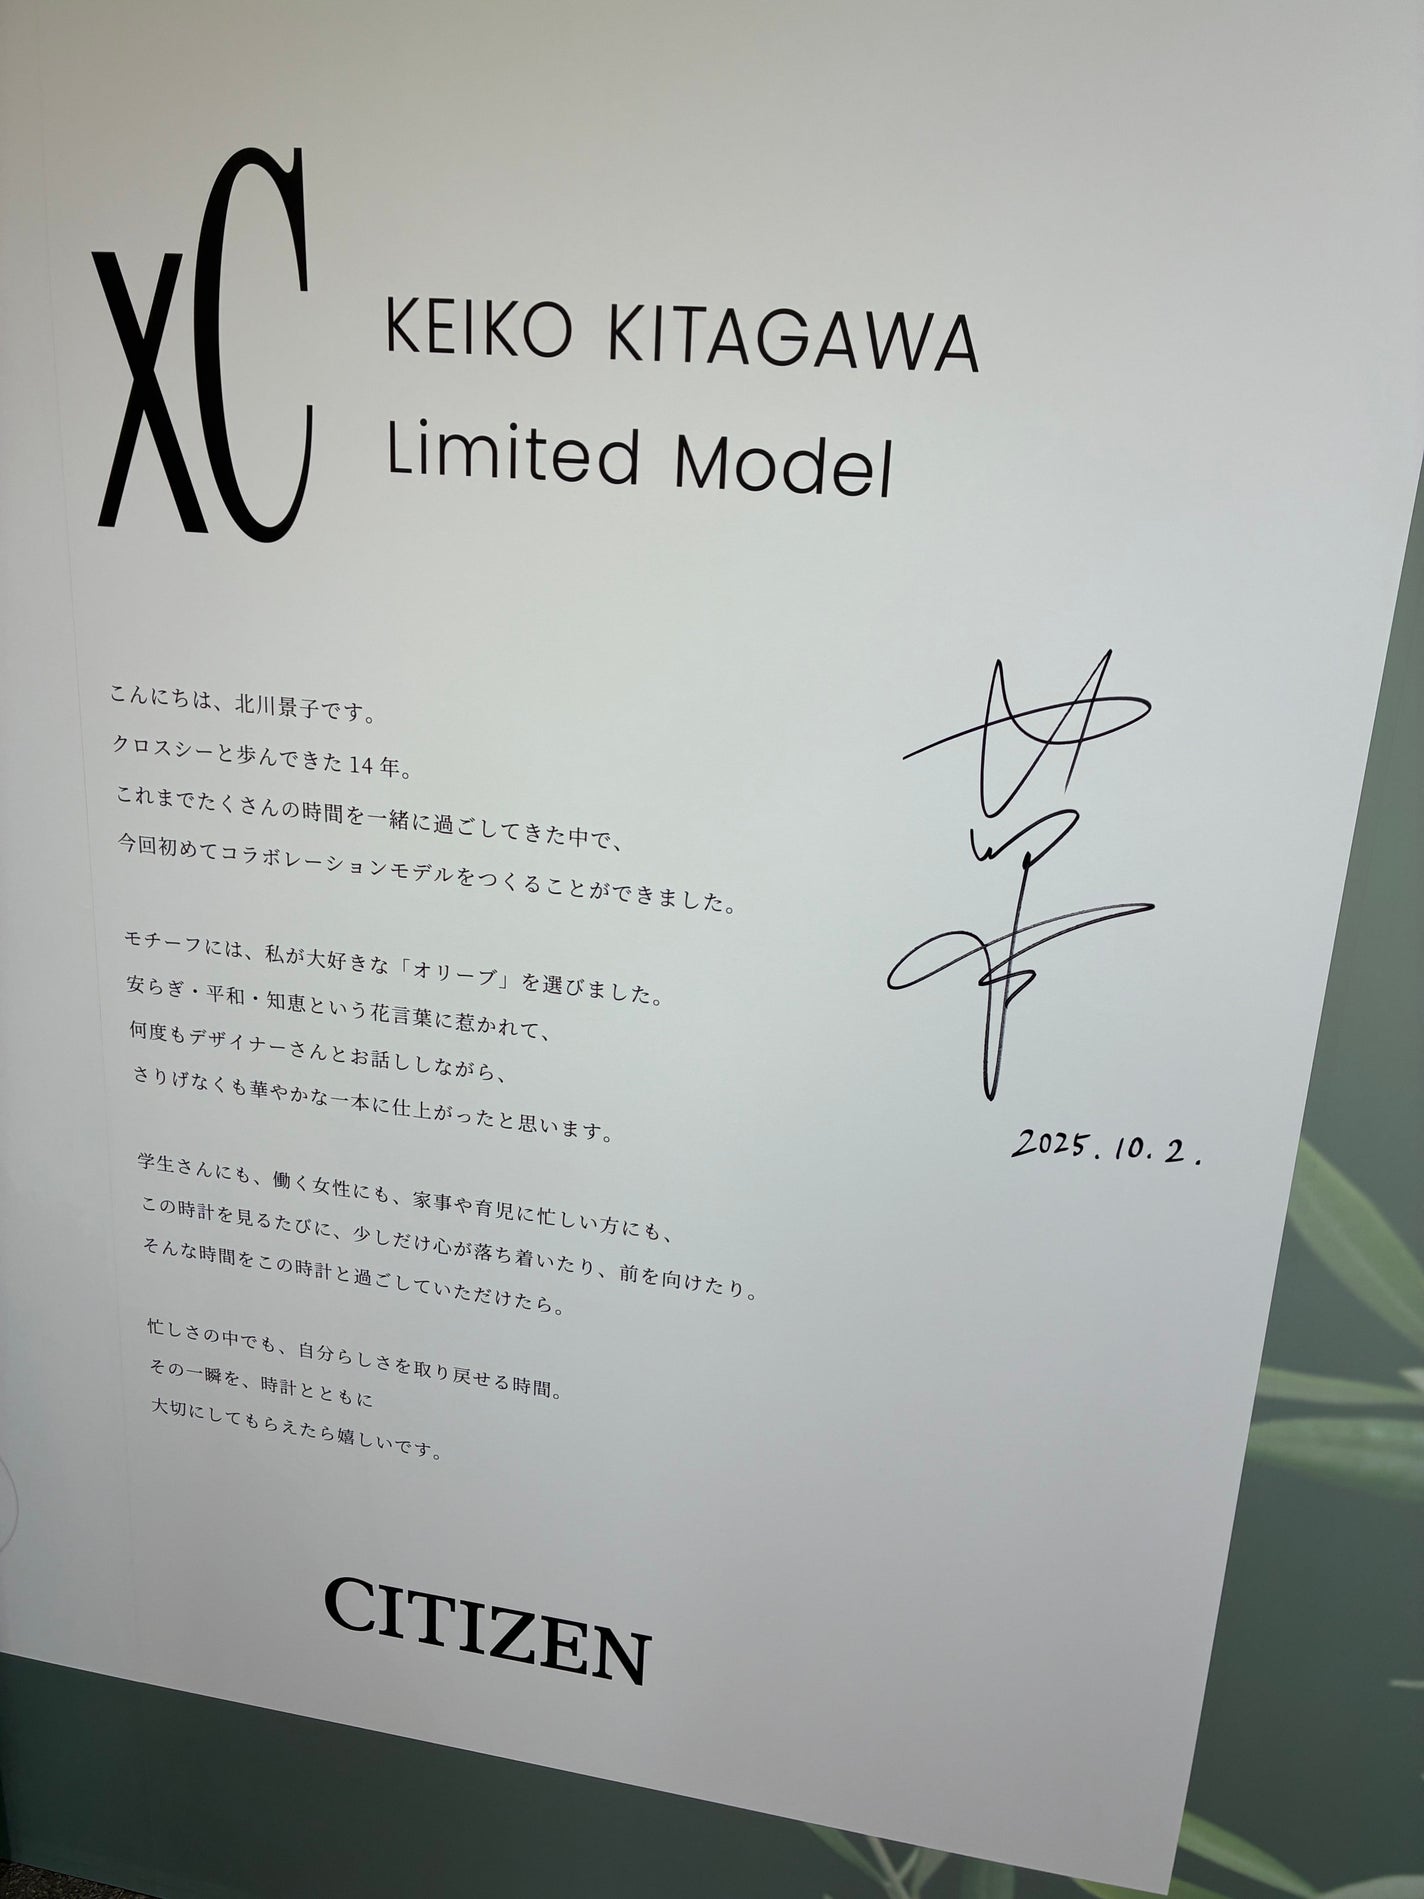 xC
KEIKO KITAGAWA
Limited Model
こんにちは、北川景子です。
クロスシーと歩んできた14年。
これまでたくさんの時間を一緒に過ごしてきた中で、
今回初めてコラボレーションモデルをつくることができました。
モチーフには、私が大好きな「オリーブ」を選びました。
安らぎ・平和・知恵という花言葉に惹かれて、
何度もデザイナーさんとお話ししながら、
さりげなくも華やかな一本に仕上がったと思います。
学生さんにも、働く女性にも、家事や育児に忙しい方にも、
この時計を見るたびに、少しだけ心が落ち着いたり、前を向けたり。
そんな時間をこの時計と過ごしていただけたら。
忙しさの中でも、自分らしさを取り戻せる時間。
その一瞬を、時計とともに
大切にしてもらえたら嬉しいです。
2025.10.2.
CITIZEN